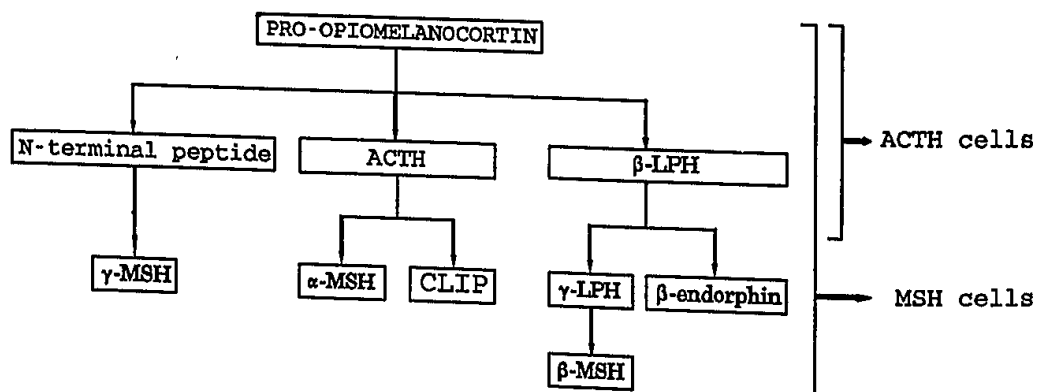 PRO-OPIOMELANOCORTIN
N-terminal peptide
ACTH
β-LPH
ACTH cells
γ-MSH
α-MSH
CLIP
γ-LPH
β-endorphin
MSH cells
β-MSH